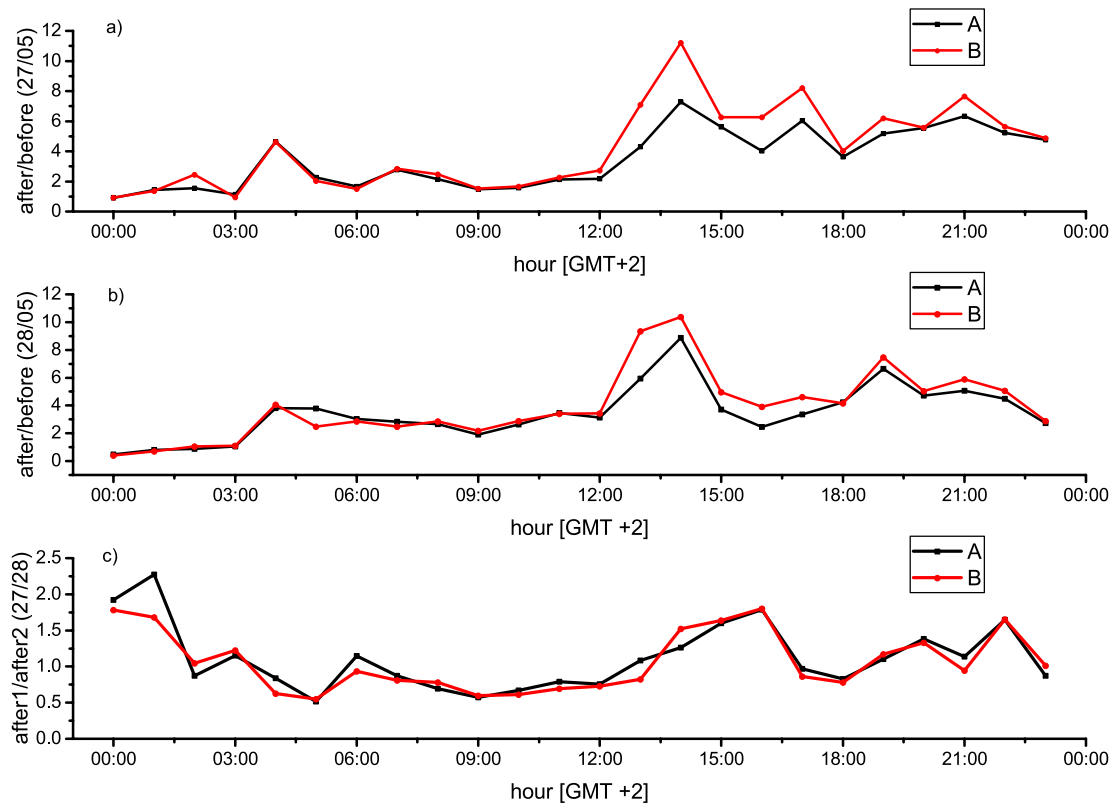 a)
A
B
after/before (27/05)
12
10
8
6
4
2
0
00:00 03:00 06:00 09:00 12:00 15:00 18:00 21:00 00:00
hour [GMT+2]
b)
A
B
after/before (28/05)
12
10
8
6
4
2
0
00:00 03:00 06:00 09:00 12:00 15:00 18:00 21:00 00:00
hour [GMT +2]
c)
A
B
after1/after2 (27/28)
2.5
2.0
1.5
1.0
0.5
0.0
00:00 03:00 06:00 09:00 12:00 15:00 18:00 21:00 00:00
hour [GMT +2]